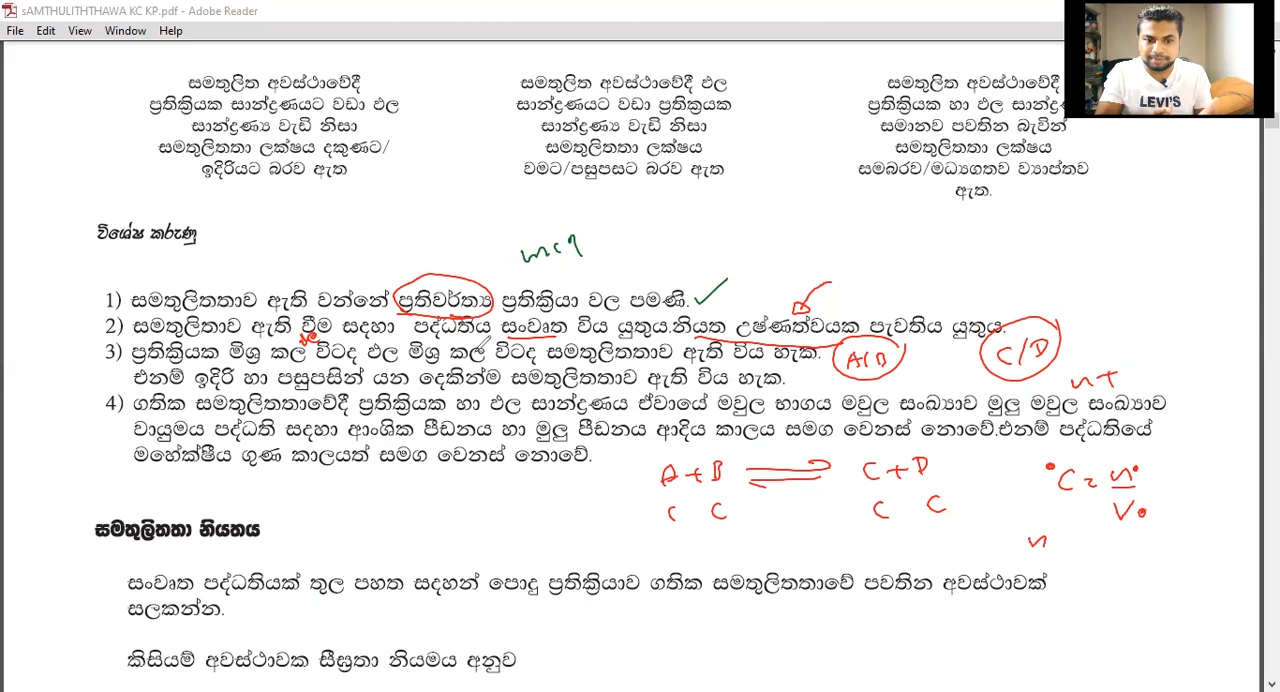 sAMTHULITHTHAWA KC KP.pdf - Adobe Reader
File Edit View Window Help
LEVI'S
සමතුලිත අවස්ථාවේදී
ප්‍රතික්‍රියක සාන්ද්‍රණයට වඩා ඵල
සාන්ද්‍රණ්‍ය වැඩි නිසා
සමතුලිතතා ලක්ෂය දකුණට/
ඉදිරියට බරව ඇත
සමතුලිත අවස්ථාවේදී ඵල
සාන්ද්‍රණයට වඩා ප්‍රතික්‍රයක
සාන්ද්‍රණ්‍ය වැඩි නිසා
සමතුලිතතා ලක්ෂය
වමට/පසුපසට බරව ඇත
සමතුලිත අවස්ථාවේදී
ප්‍රතික්‍රියක හා ඵල
සමානව පවතින බැවින්
සමතුලිතතා ලක්ෂය
සමබරව/මධ්‍යගතව ව්‍යාප්තව
ඇත.
විශේෂ කරුණු
mcq
1) සමතුලිතතාව ඇති වන්නේ ප්‍රතිවර්ත්‍ය ප්‍රතික්‍රියා වල පමණි.
2) සමතුලිතාව ඇති වීම සඳහා පද්ධතිය සංවෘත විය යුතුය.නියත උෂ්ණත්වයක පැවතිය යුතුය.
3) ප්‍රතික්‍රියක මිශ්‍ර කල විටද ඵල මිශ්‍ර කල් විටද සමතුලිතතාව ඇති විය හැක.
A/B
C/D
එනම් ඉදිරි හා පසුපසින් යන දෙකින්ම සමතුලිතතාව ඇති විය හැක.
n+
4) ගතික සමතුලිතතාවේදී ප්‍රතික්‍රියක හා ඵල සාන්ද්‍රණය ඒවායේ මවුල භාගය මවුල සංඛ්‍යාව මුලු මවුල සංඛ්‍යාව
වායුමය පද්ධති සඳහා ආංශික පීඩනය හා මුලු පීඩනය ආදිය කාලය සමග වෙනස් නොවේ.එනම් පද්ධතියේ
මහේක්ෂීය ගුණ කාලයත් සමග වෙනස් නොවේ.
A + B ⇌ C + D
C C C C
C = n/V
n
සමතුලිතතා නියතය
සංවෘත පද්ධතියක් තුල පහත සඳහන් පොදු ප්‍රතික්‍රියාව ගතික සමතුලිතතාවේ පවතින අවස්ථාවක්
සලකන්න.
කිසියම් අවස්ථාවක සීඝ්‍රතා නියමය අනුව